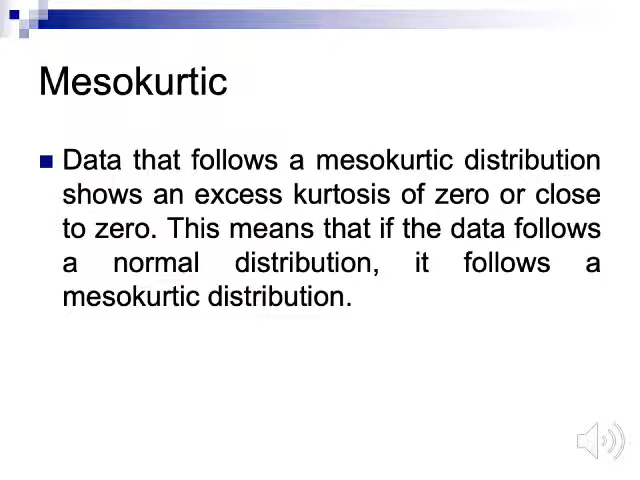 Mesokurtic
Data that follows a mesokurtic distribution
shows an excess kurtosis of zero or close
to zero. This means that if the data follows
a normal distribution, it follows a
mesokurtic distribution.